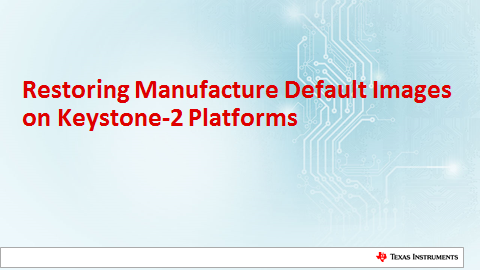 Restoring Manufacture Default Images
on Keystone-2 Platforms
TEXAS INSTRUMENTS